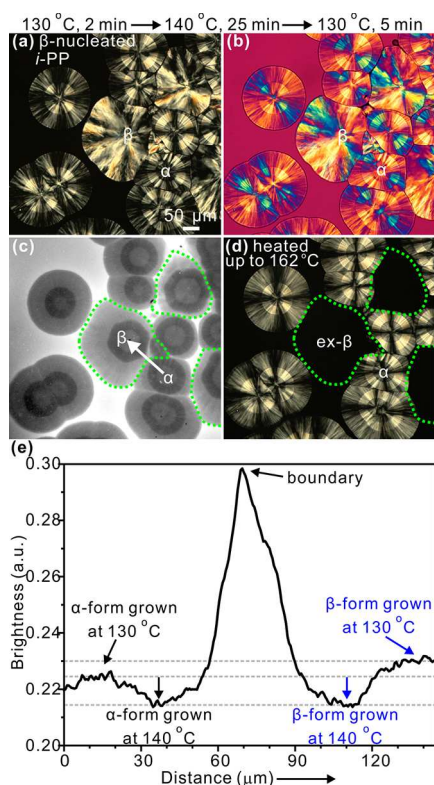 130 °C, 2 min → 140 °C, 25 min → 130 °C, 5 min
(a) β-nucleated
i-PP
β
α
50 μm
(b)
β
α
(c)
β
α
(d) heated
up to 162°C
ex-β
α
(e)
0.30
0.28
0.26
0.24
0.22
0.20
Brightness (a.u.)
boundary
α-form grown
at 130 °C
β-form grown
at 130 °C
α-form grown
at 140 °C
β-form grown
at 140 °C
0 30 60 90 120
Distance (μm)